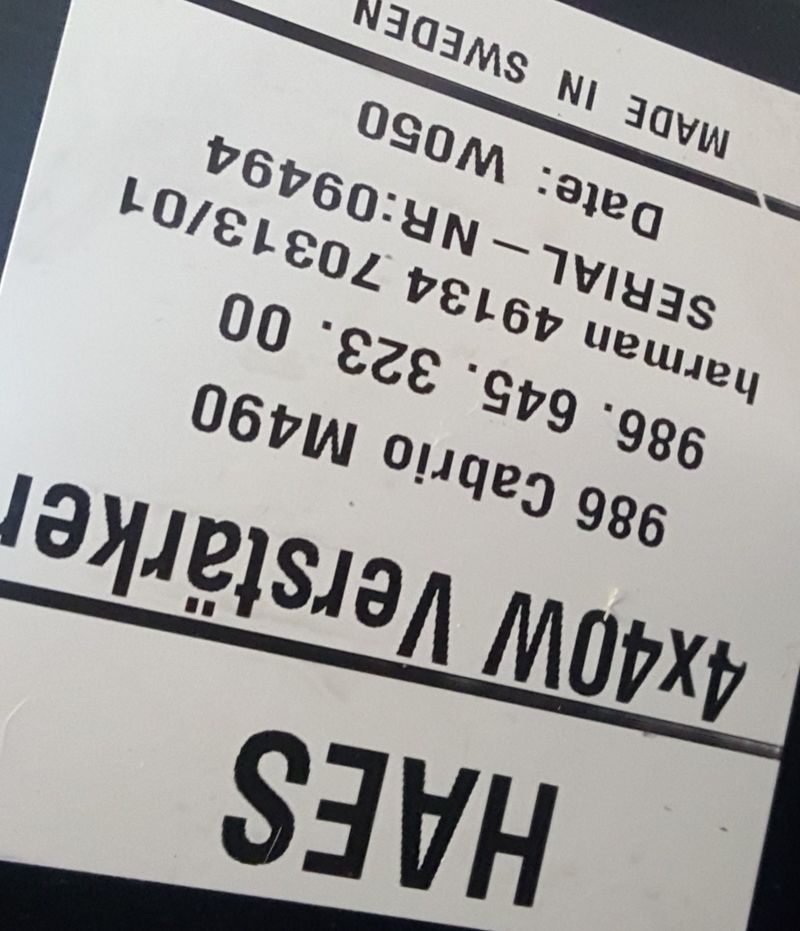 HAES
4x40W Verstärker
986 Cabrio M490
986. 645. 323. 00
harman 49134 70313/01
SERIAL-NR:09494
Date: W050
MADE IN SWEDEN